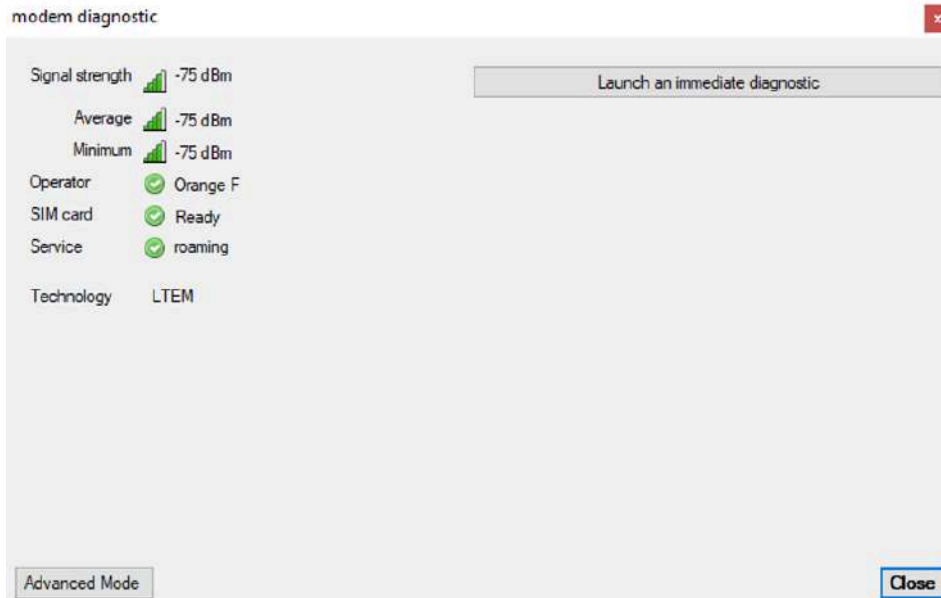 modem diagnostic
Signal strength -75 dBm
Launch an immediate diagnostic
Average -75 dBm
Minimum -75 dBm
Operator Orange F
SIM card Ready
Service roaming
Technology LTEM
Advanced Mode
Close